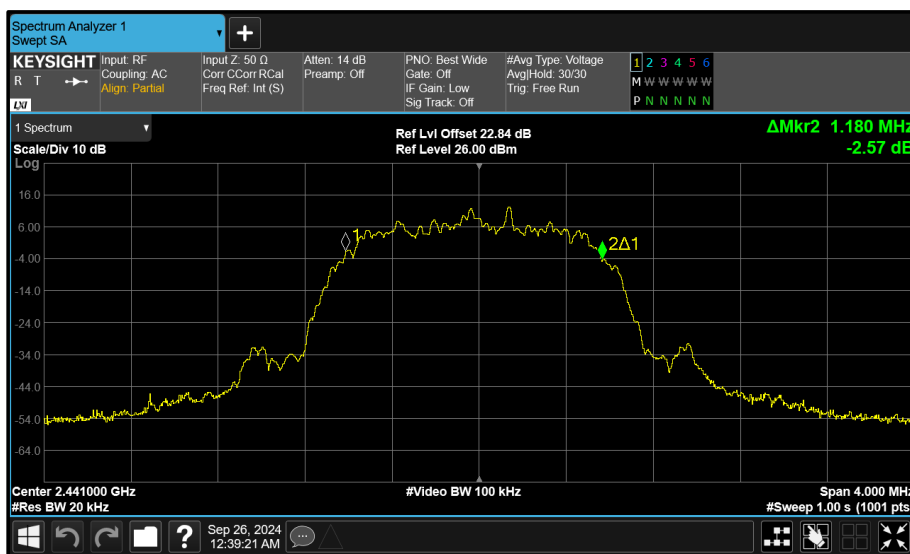 Spectrum Analyzer 1
Swept SA
KEYSIGHT
R T
LXI
Input: RF
Coupling: AC
Align: Partial
Input Z: 50 Ω
Corr CCorr RCal
Freq Ref: Int (S)
Atten: 14 dB
Preamp: Off
PNO: Best Wide
Gate: Off
IF Gain: Low
Sig Track: Off
#Avg Type: Voltage
Avg|Hold: 30/30
Trig: Free Run
1 2 3 4 5 6
M W W W W W
P N N N N N
1 Spectrum
Scale/Div 10 dB
Log
Ref Lvl Offset 22.84 dB
Ref Level 26.00 dBm
ΔMkr2 1.180 MHz
-2.57 dB
16.0
6.00
-4.00
-14.0
-24.0
-34.0
-44.0
-54.0
-64.0
1
2Δ1
Center 2.441000 GHz
#Res BW 20 kHz
#Video BW 100 kHz
Span 4.000 MHz
#Sweep 1.00 s (1001 pts
?
Sep 26, 2024
12:39:21 AM